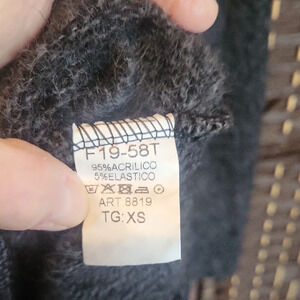 F19-58T
95%ACRILICO
5%ELASTICO
ART 8819
TG: XS